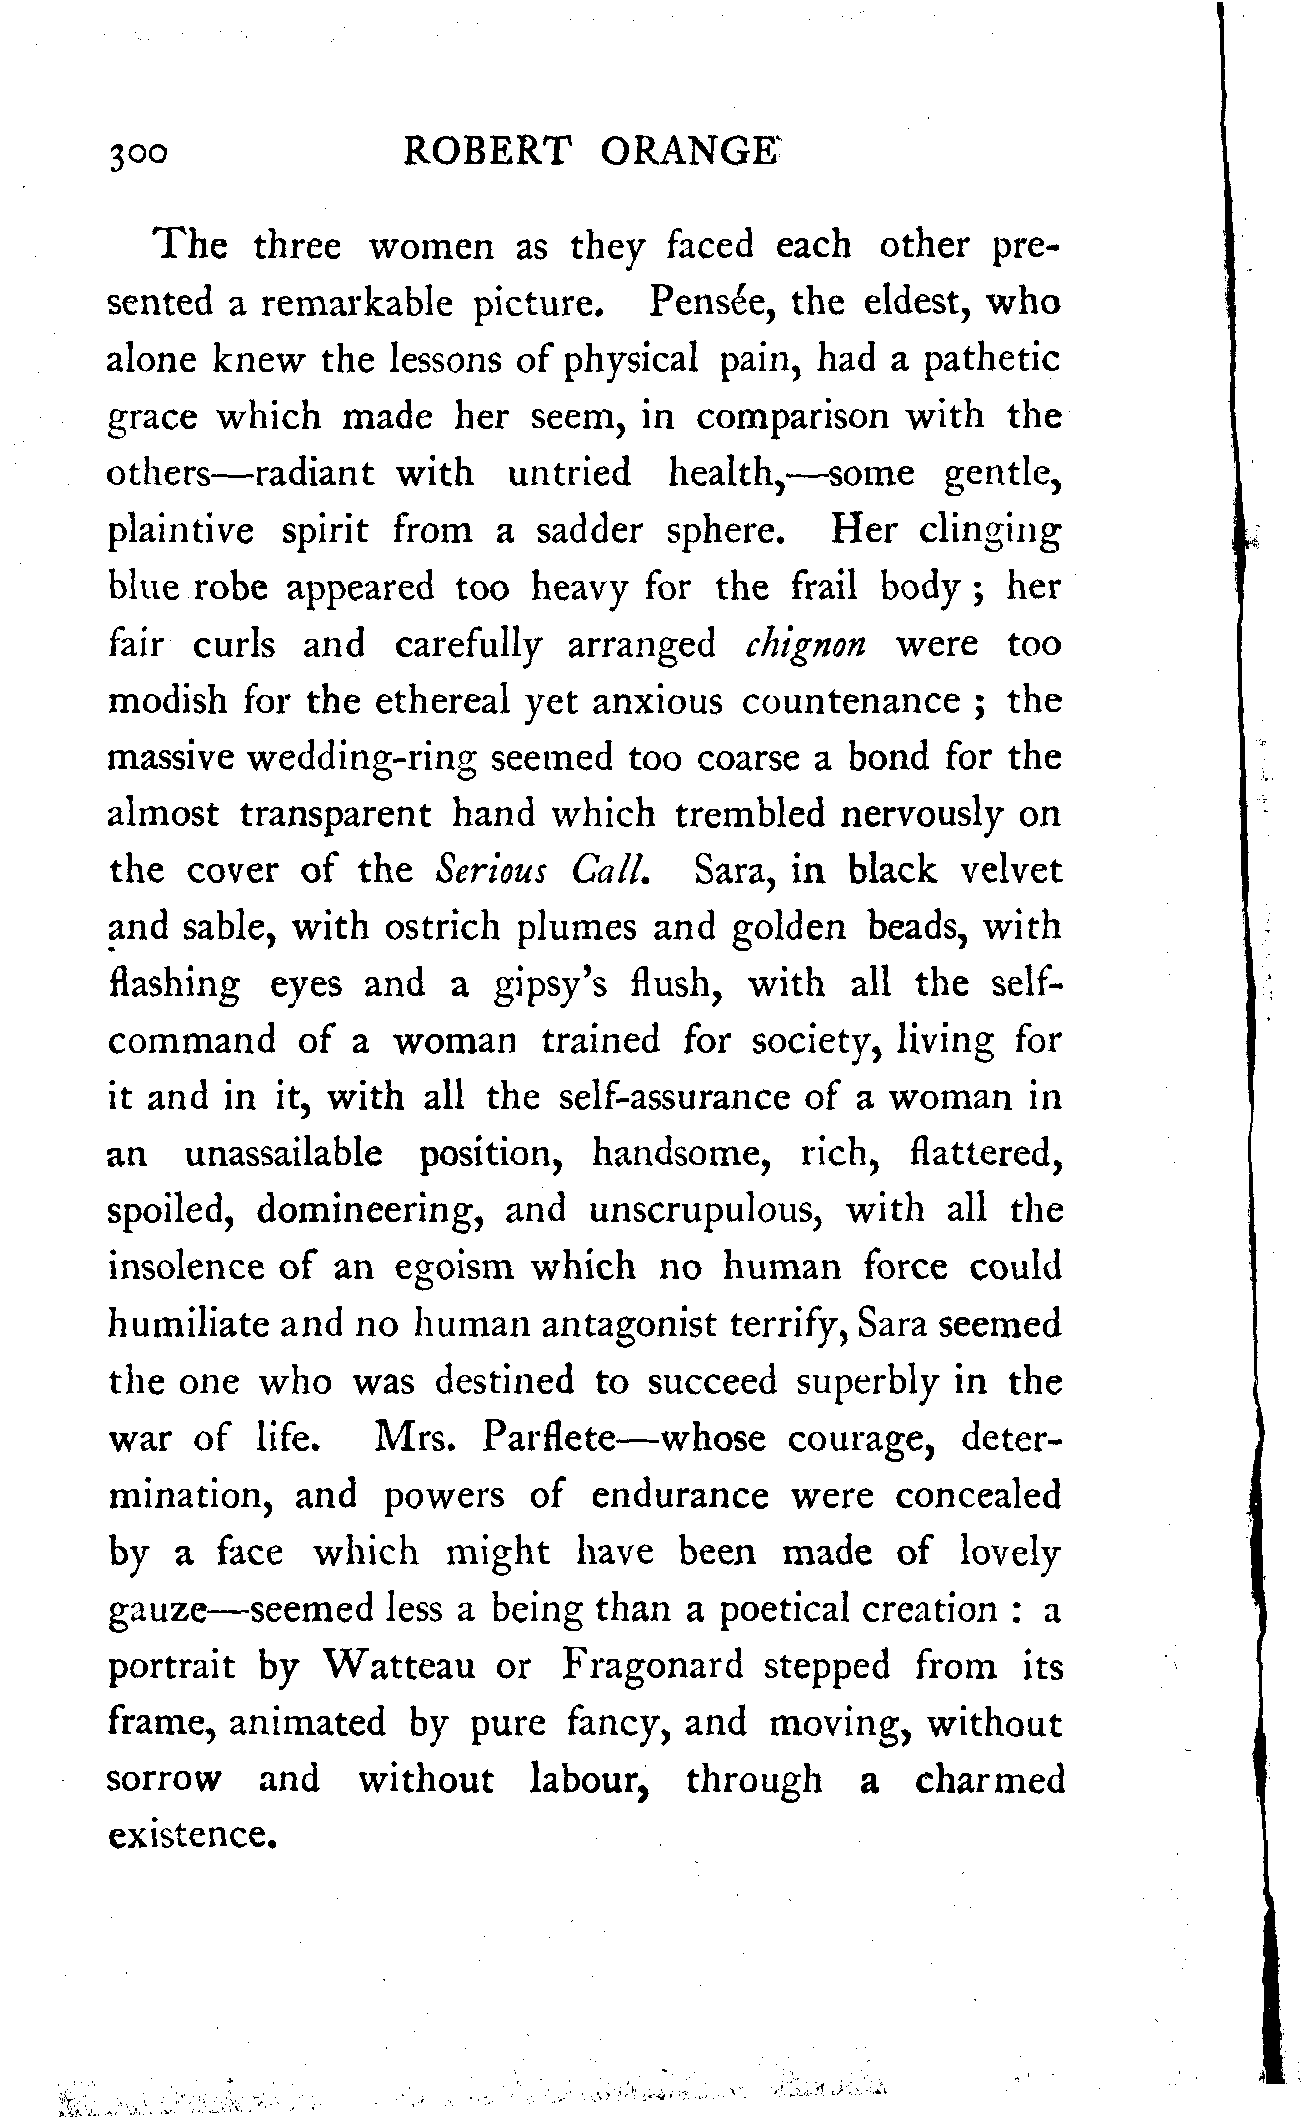 300 ROBERT ORANGE
The three women as they faced each other pre-
sented a remarkable picture. Pensée, the eldest, who
alone knew the lessons of physical pain, had a pathetic
grace which made her seem, in comparison with the
others—radiant with untried health,—some gentle,
plaintive spirit from a sadder sphere. Her clinging
blue robe appeared too heavy for the frail body ; her
fair curls and carefully arranged chignon were too
modish for the ethereal yet anxious countenance ; the
massive wedding-ring seemed too coarse a bond for the
almost transparent hand which trembled nervously on
the cover of the Serious Call. Sara, in black velvet
and sable, with ostrich plumes and golden beads, with
flashing eyes and a gipsy's flush, with all the self-
command of a woman trained for society, living for
it and in it, with all the self-assurance of a woman in
an unassailable position, handsome, rich, flattered,
spoiled, domineering, and unscrupulous, with all the
insolence of an egoism which no human force could
humiliate and no human antagonist terrify, Sara seemed
the one who was destined to succeed superbly in the
war of life. Mrs. Parflete—whose courage, deter-
mination, and powers of endurance were concealed
by a face which might have been made of lovely
gauze—seemed less a being than a poetical creation : a
portrait by Watteau or Fragonard stepped from its
frame, animated by pure fancy, and moving, without
sorrow and without labour, through a charmed
existence.